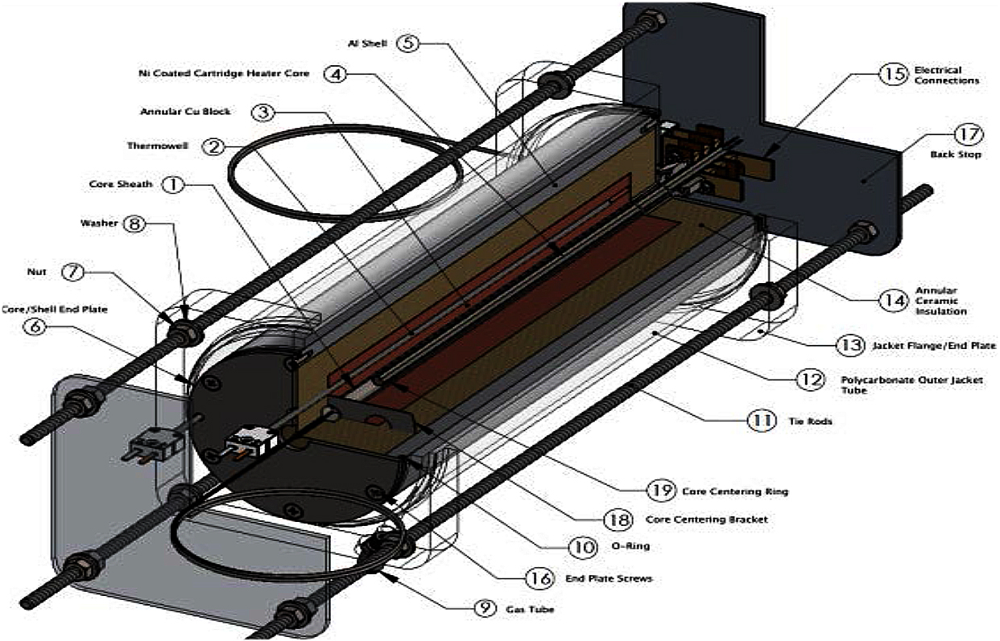 Al Shell 5
Ni Coated Cartridge Heater Core 4
Annular Cu Block 3
Thermowell 2
Core Sheath 1
Washer 8
Nut 7
Core/Shell End Plate
6
15 Electrical
Connections
17
Back Stop
14 Annular
Ceramic
Insulation
13 Jacket Flange/End Plate
12 Polycarbonate Outer Jacket
Tube
11 Tie Rods
19 Core Centering Ring
18 Core Centering Bracket
10 O-Ring
16 End Plate Screws
9 Gas Tube